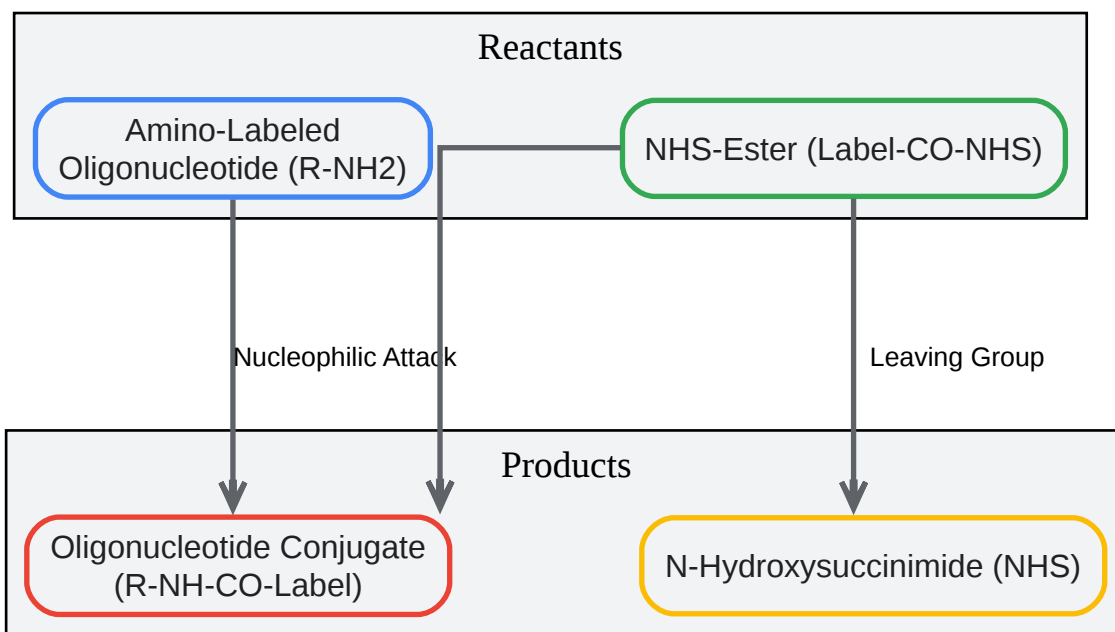 Reactants
Amino-Labeled
Oligonucleotide (R-NH2)
NHS-Ester (Label-CO-NHS)
Nucleophilic Attack
Leaving Group
Products
Oligonucleotide Conjugate
(R-NH-CO-Label)
N-Hydroxysuccinimide (NHS)